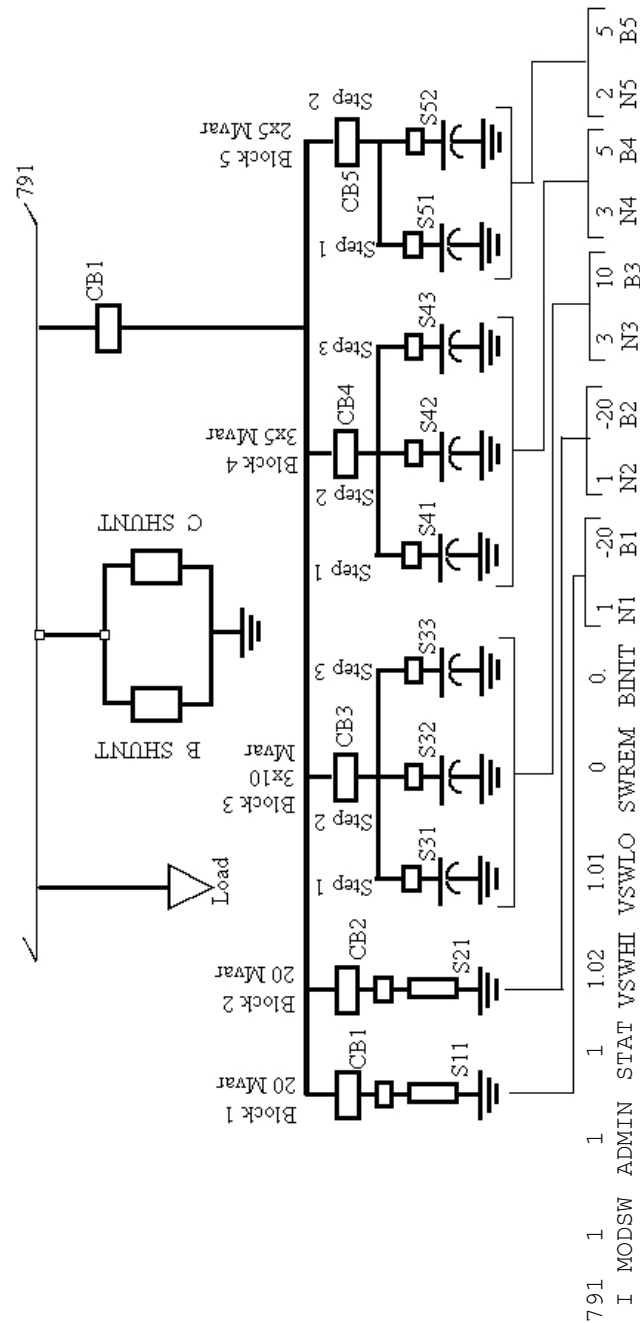 791
CB1
B SHUNT
C SHUNT
Load
Block 1
20 Mvar
Block 2
20 Mvar
Block 3
3x10
Mvar
Block 4
3x5 Mvar
Block 5
2x5 Mvar
CB1
CB2
CB3
CB4
CB5
Step 1
Step 2
Step 3
Step 1
Step 2
Step 3
Step 1
Step 2
S11
S21
S31
S32
S33
S41
S42
S43
S51
S52
791 1 1 1 1.02 1.01 0 0. 1 -20 1 -20 3 10 3 5 2 5
I MODSW ADMIN STAT VSWHI VSWLO SWREM BINIT N1 B1 N2 B2 N3 B3 N4 B4 N5 B5